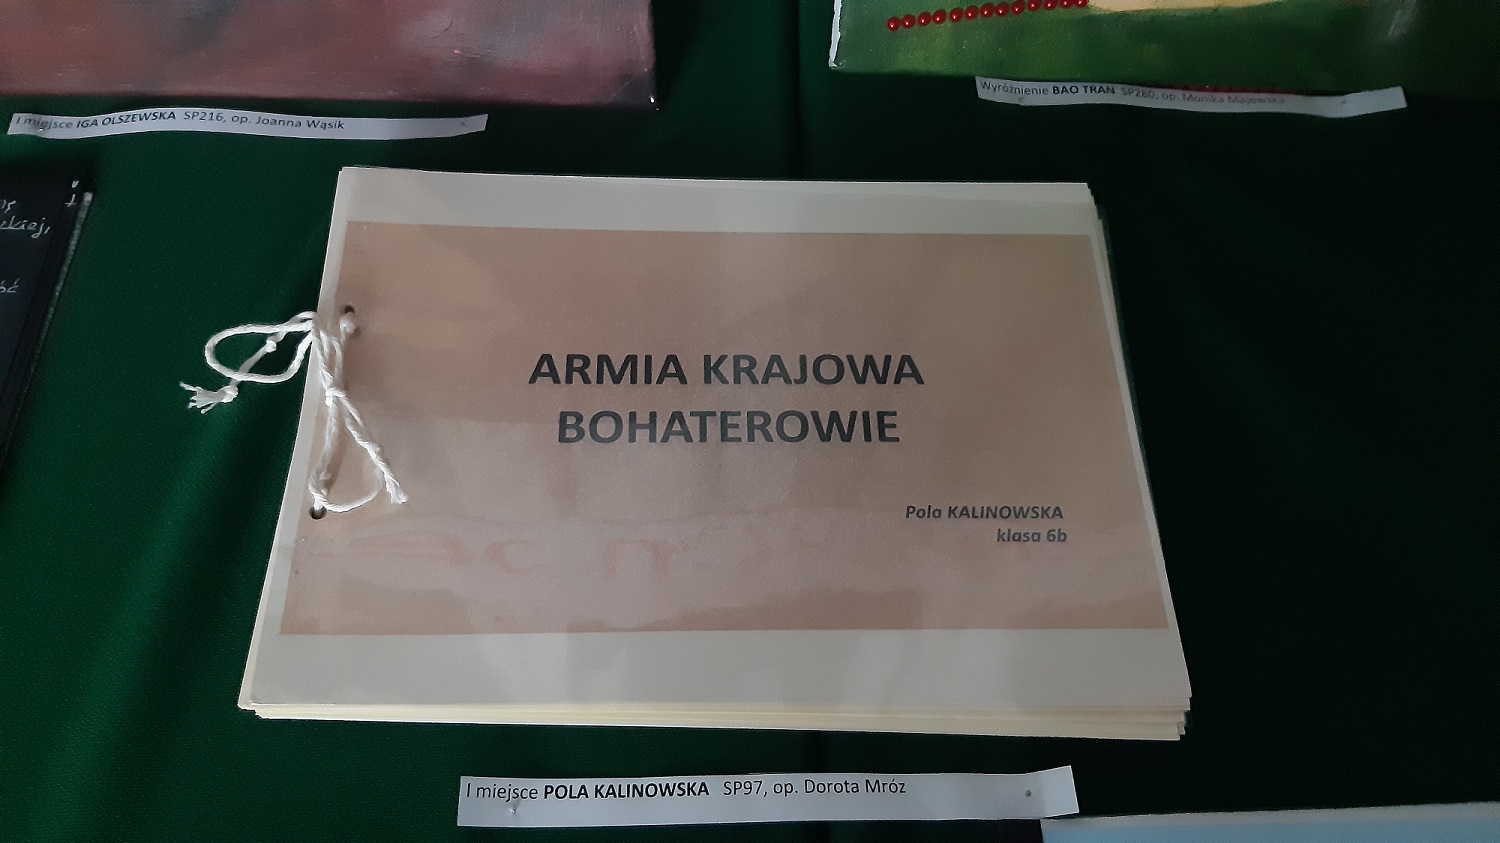 I miejsce IGA OLSZEWSKA SP216, op. Joanna Wąsik
Wyróżnienie BAO TRAN SP280, op. Monika Majewska
ARMIA KRAJOWA
BOHATEROWIE
Pola KALINOWSKA
klasa 6b
I miejsce POLA KALINOWSKA SP97, op. Dorota Mróz